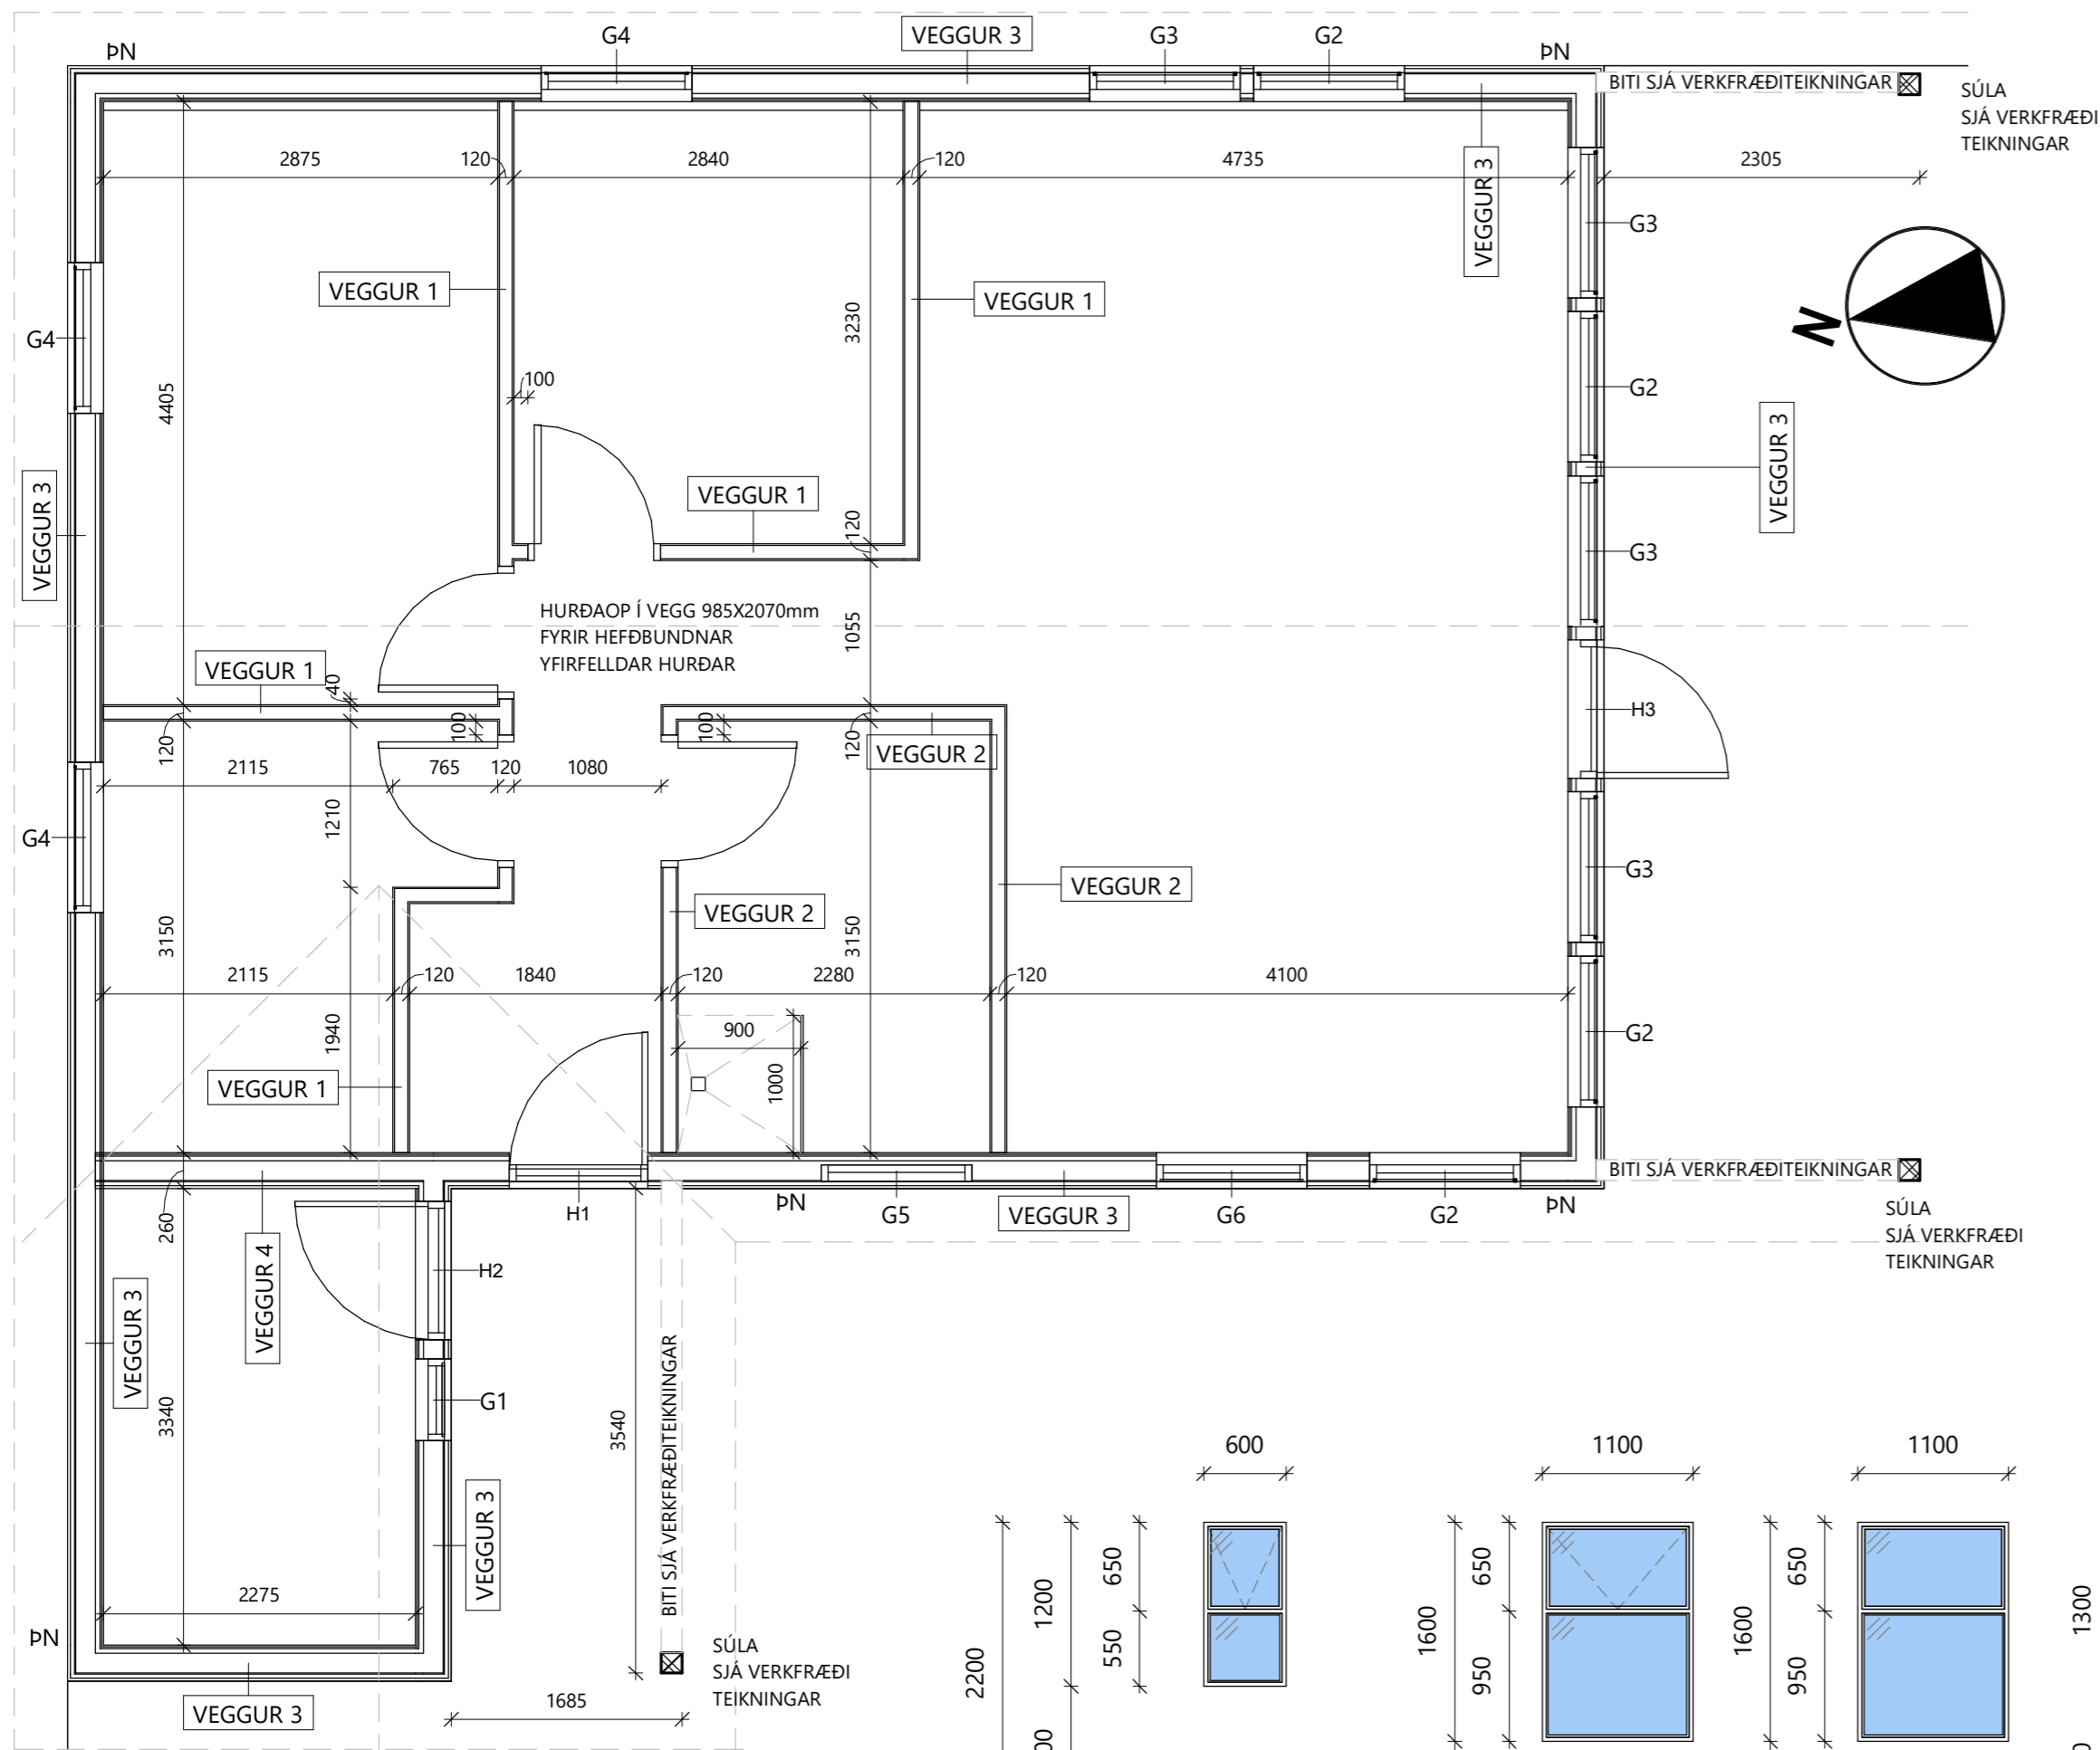 ÞN
G4
VEGGUR 3
G3
G2
ÞN
BITI SJÁ VERKFRÆÐITEIKNINGAR
SÚLA
SJÁ VERKFRÆÐI
TEIKNINGAR
2875
120
2840
120
4735
2305
VEGGUR 3
G3
N
VEGGUR 1
VEGGUR 1
3230
G4
4405
100
G2
VEGGUR 3
VEGGUR 3
VEGGUR 1
120
G3
HURÐAOP Í VEGG 985X2070mm
FYRIR HEFÐBUNDNAR
YFIRFELLDAR HURÐAR
1055
VEGGUR 1
40
100
100
H3
120
120
VEGGUR 2
2115
765
120
1080
G4
1210
G3
VEGGUR 2
VEGGUR 2
3150
3150
2115
120
1840
120
2280
120
4100
1940
900
1000
G2
VEGGUR 1
BITI SJÁ VERKFRÆÐITEIKNINGAR
260
H1
ÞN
G5
VEGGUR 3
G6
G2
ÞN
SÚLA
SJÁ VERKFRÆÐI
TEIKNINGAR
VEGGUR 4
H2
VEGGUR 3
G1
3340
3540
BITI SJÁ VERKFRÆÐITEIKNINGAR
VEGGUR 3
2275
ÞN
VEGGUR 3
1685
SÚLA
SJÁ VERKFRÆÐI
TEIKNINGAR
600
1100
1100
650
1200
550
2200
650
1600
950
650
1600
950
1300